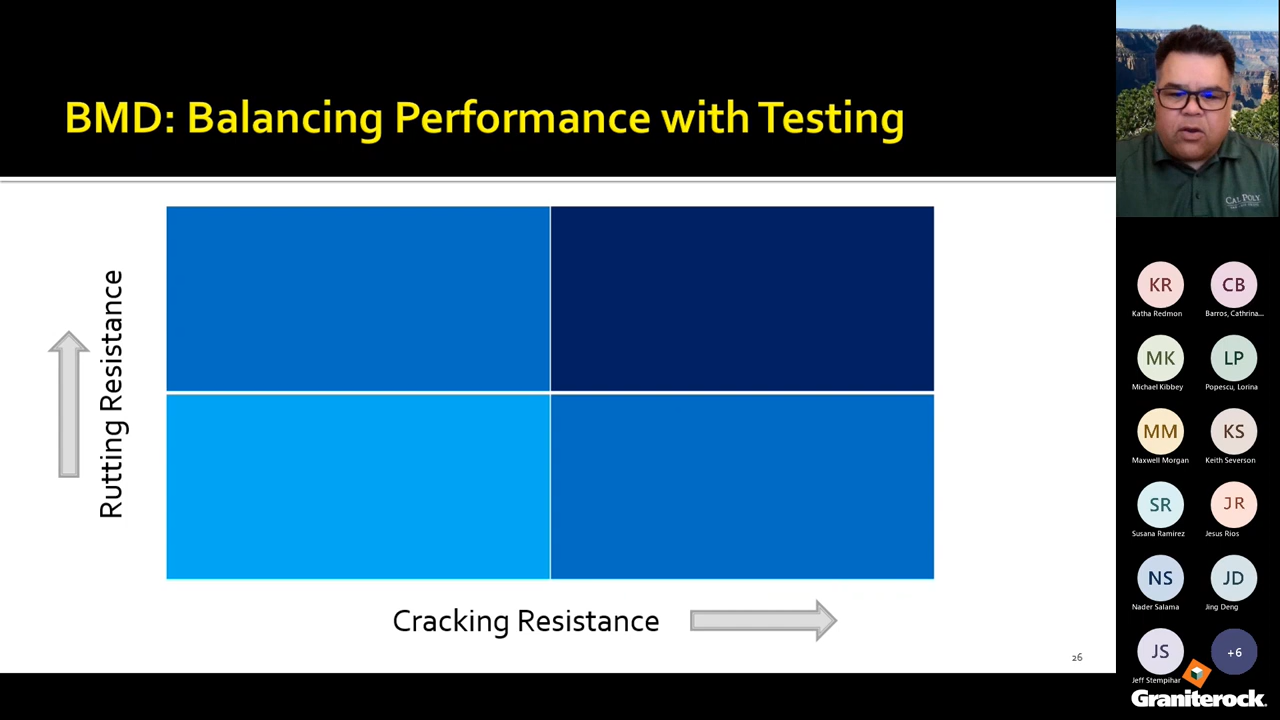 BMD: Balancing Performance with Testing
Rutting Resistance
Cracking Resistance
26
CAL POLY
KR
CB
Katha Redmon
Barros, Cathrina...
MK
LP
Michael Kibbey
Popescu, Lorina
MM
KS
Maxwell Morgan
Keith Severson
SR
JR
Susana Ramirez
Jesus Rios
NS
JD
Nader Salama
Jing Deng
JS
+6
Jeff Stempihar
Graniterock